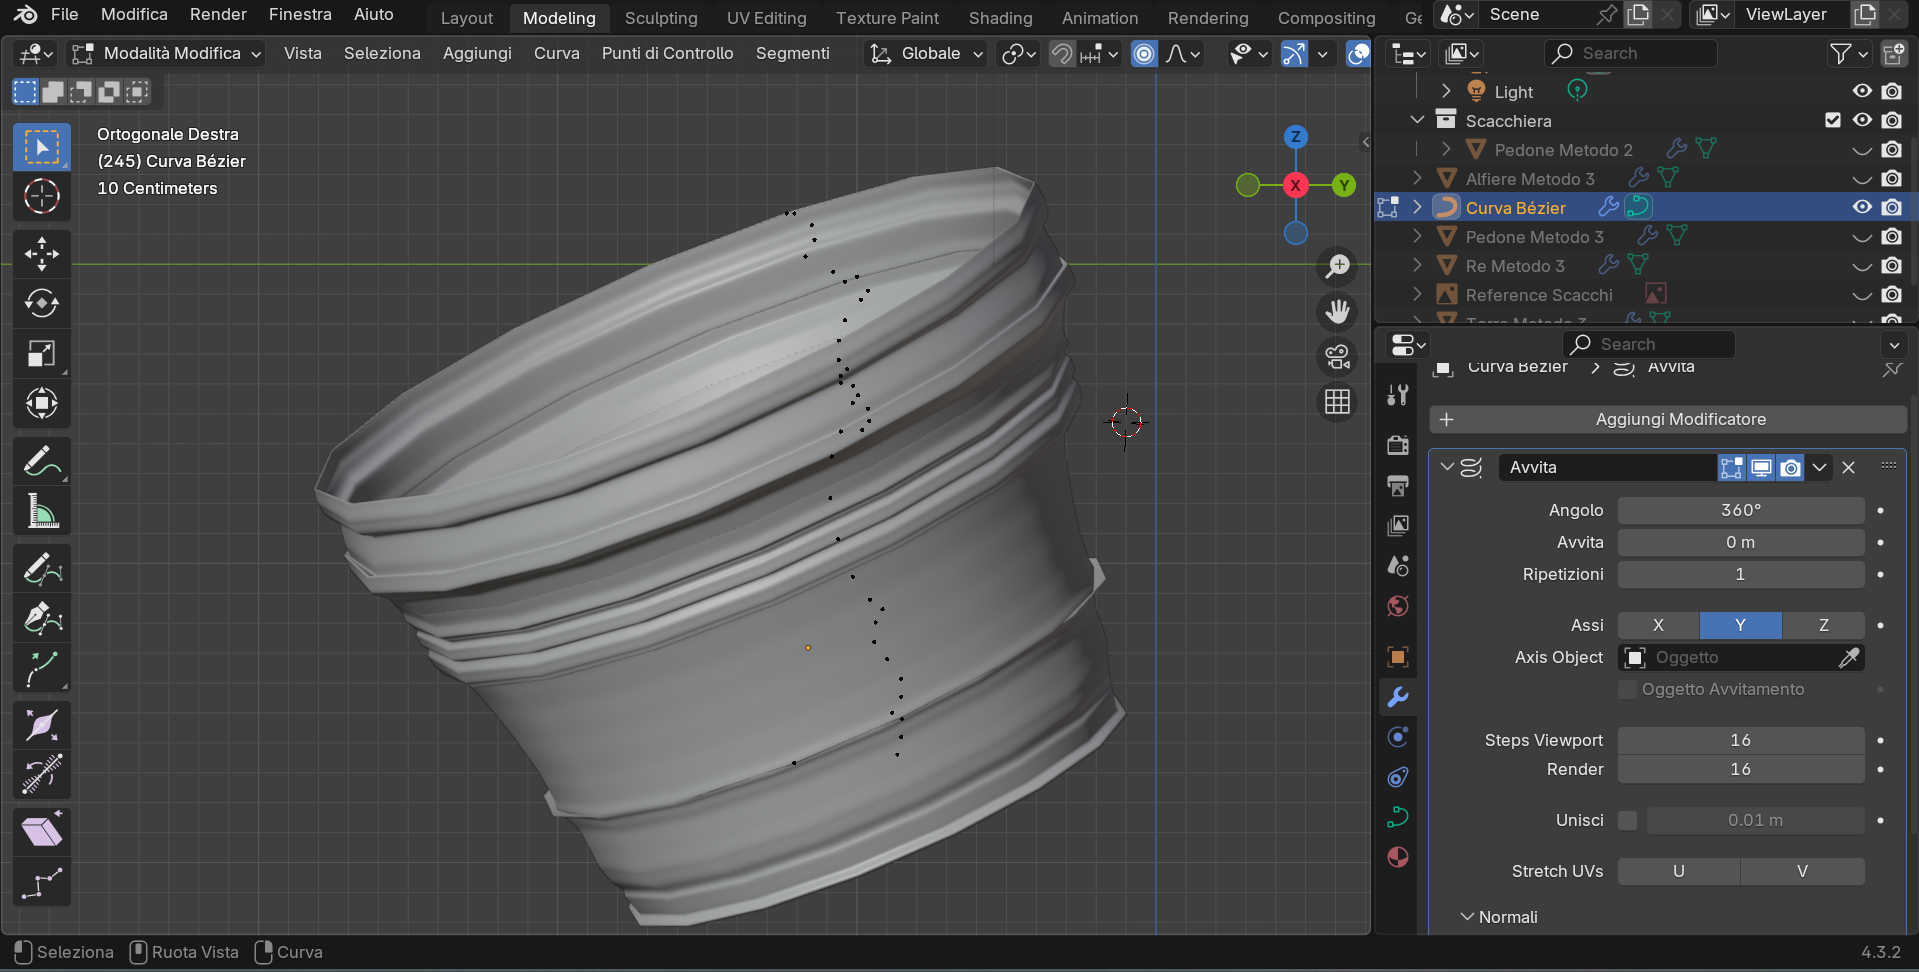 File Modifica Render Finestra Aiuto Layout Modeling Sculpting UV Editing Texture Paint Shading Animation Rendering Compositing Ge Scene ViewLayer
Modalità Modifica Vista Seleziona Aggiungi Curva Punti di Controllo Segmenti Globale
Ortogonale Destra
(245) Curva Bézier
10 Centimeters
Z
X
Y
Search
Light
Scacchiera
Pedone Metodo 2
Alfiere Metodo 3
Curva Bézier
Pedone Metodo 3
Re Metodo 3
Reference Scacchi
Torre Metodo 3
Search
Curva Bézier Avvita
Aggiungi Modificatore
Avvita
Angolo 360°
Avvita 0 m
Ripetizioni 1
Assi X Y Z
Axis Object Oggetto
Oggetto Avvitamento
Steps Viewport 16
Render 16
Unisci 0.01 m
Stretch UVs U V
Normali
Seleziona Ruota Vista Curva 4.3.2